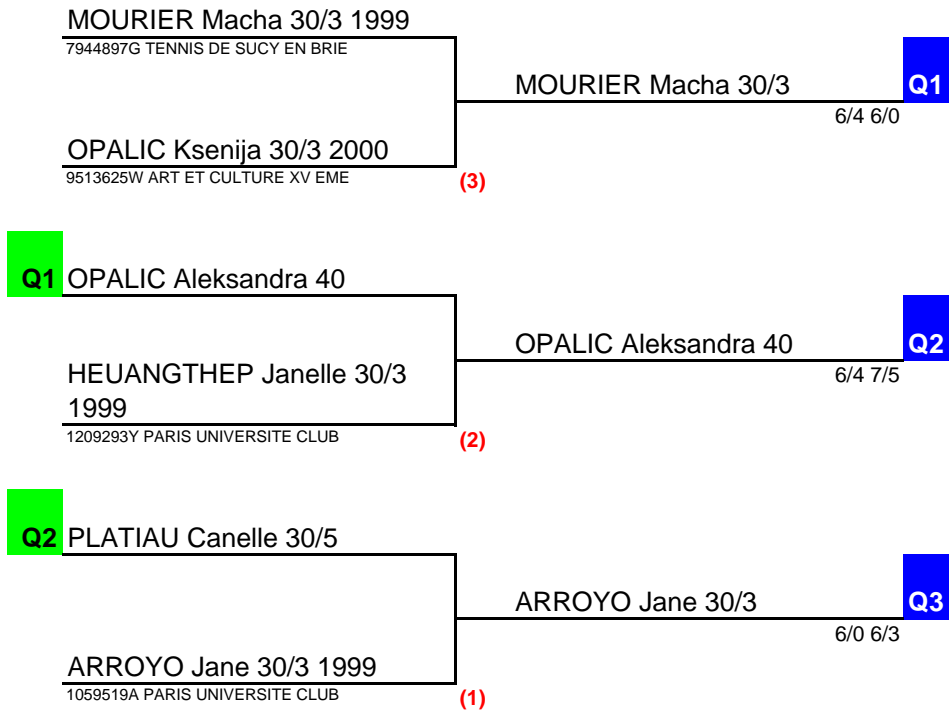 MOURIER Macha 30/3 1999
7944897G TENNIS DE SUCY EN BRIE
MOURIER Macha 30/3
Q1
6/4 6/0
OPALIC Ksenija 30/3 2000
9513625W ART ET CULTURE XV EME
(3)
Q1 OPALIC Aleksandra 40
OPALIC Aleksandra 40
Q2
6/4 7/5
HEUANGTHEP Janelle 30/3
1999
1209293Y PARIS UNIVERSITE CLUB
(2)
Q2 PLATIAU Canelle 30/5
ARROYO Jane 30/3
Q3
6/0 6/3
ARROYO Jane 30/3 1999
1059519A PARIS UNIVERSITE CLUB
(1)